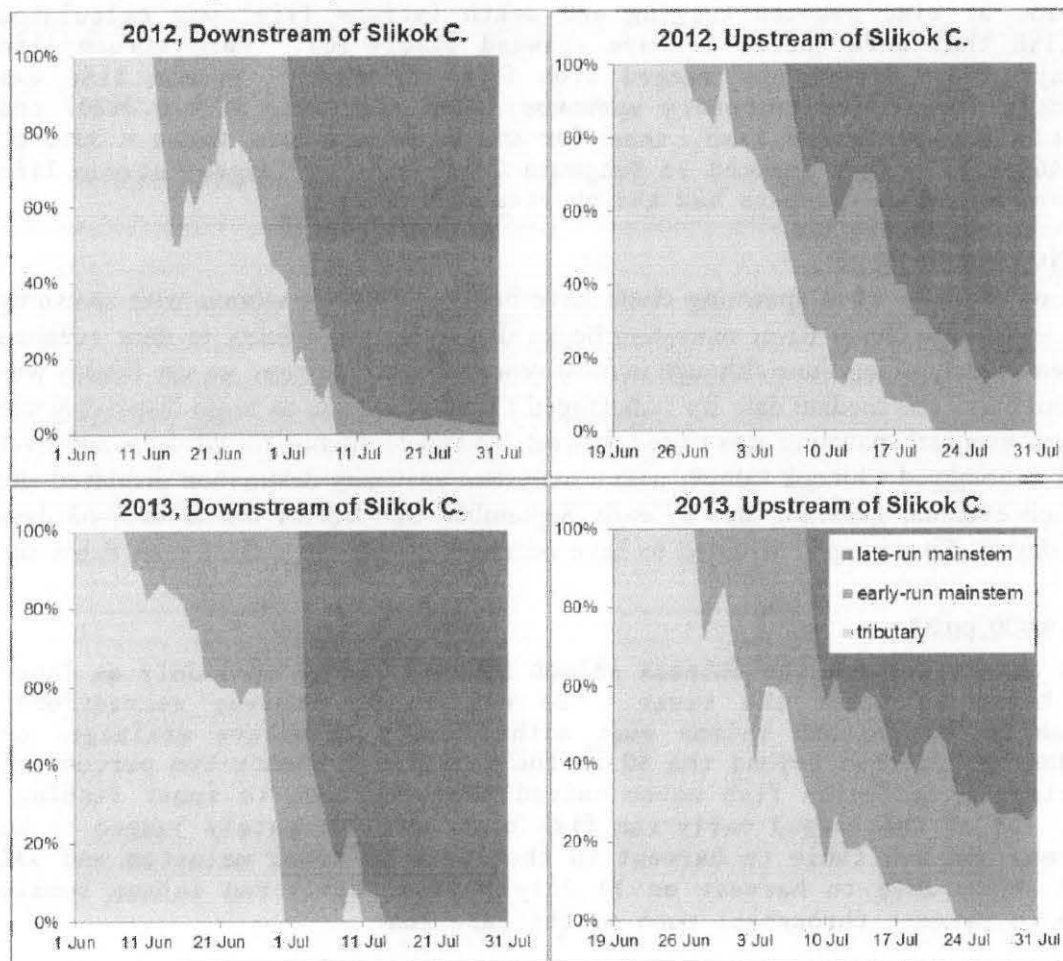 2012, Downstream of Slikok C.
100%
80%
60%
40%
20%
0%
1 Jun 11 Jun 21 Jun 1 Jul 11 Jul 21 Jul 31 Jul
2012, Upstream of Slikok C.
100%
80%
60%
40%
20%
0%
19 Jun 26 Jun 3 Jul 10 Jul 17 Jul 24 Jul 31 Jul
2013, Downstream of Slikok C.
100%
80%
60%
40%
20%
0%
1 Jun 11 Jun 21 Jun 1 Jul 11 Jul 21 Jul 31 Jul
2013, Upstream of Slikok C.
100%
80%
60%
40%
20%
0%
19 Jun 26 Jun 3 Jul 10 Jul 17 Jul 24 Jul 31 Jul
late-run mainstem
early-run mainstem
tributary